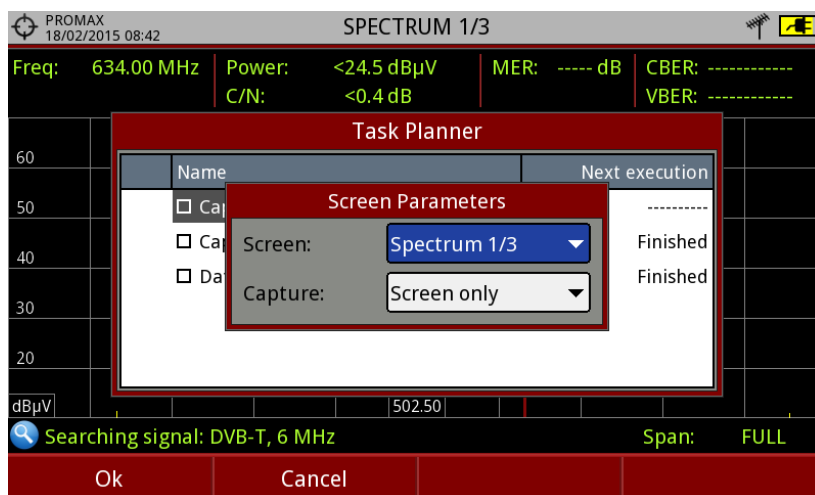 PROMAX
18/02/2015 08:42
SPECTRUM 1/3
Freq: 634.00 MHz
Power: <24.5 dBµV
MER: ----- dB
CBER: ------------
C/N: <0.4 dB
VBER: ------------
Task Planner
Name
Next execution
Screen Parameters
----------
Screen: Spectrum 1/3
Finished
Capture: Screen only
Finished
60
50
40
30
20
dBµV
502.50
Searching signal: DVB-T, 6 MHz
Span: FULL
Ok
Cancel